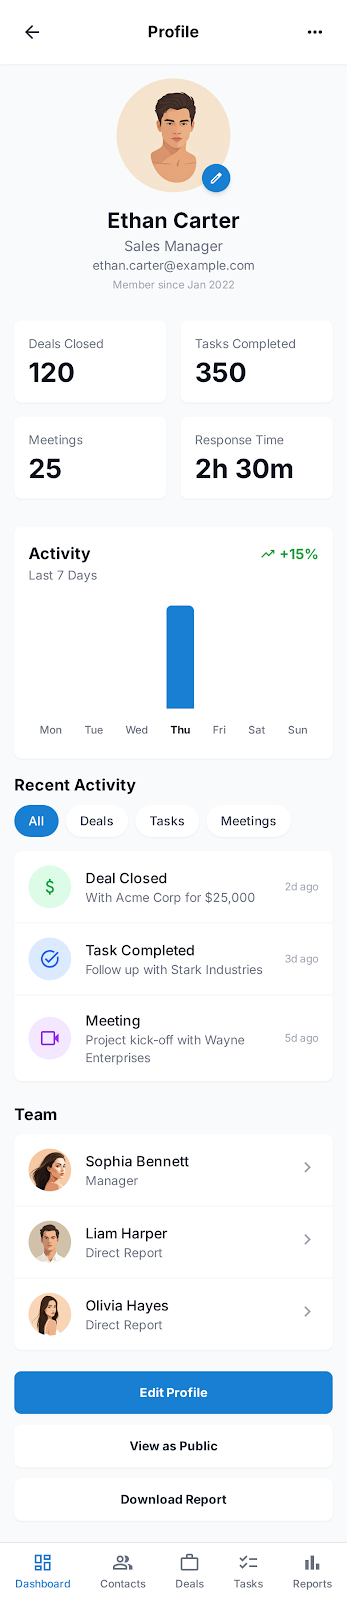 Profile
Ethan Carter
Sales Manager
ethan.carter@example.com
Member since Jan 2022
Deals Closed
120
Tasks Completed
350
Meetings
25
Response Time
2h 30m
Activity
+15%
Last 7 Days
Mon Tue Wed Thu Fri Sat Sun
Recent Activity
All Deals Tasks Meetings
$
Deal Closed
With Acme Corp for $25,000
2d ago
Task Completed
Follow up with Stark Industries
3d ago
Meeting
Project kick-off with Wayne
Enterprises
5d ago
Team
Sophia Bennett
Manager
Liam Harper
Direct Report
Olivia Hayes
Direct Report
Edit Profile
View as Public
Download Report
Dashboard Contacts Deals Tasks Reports